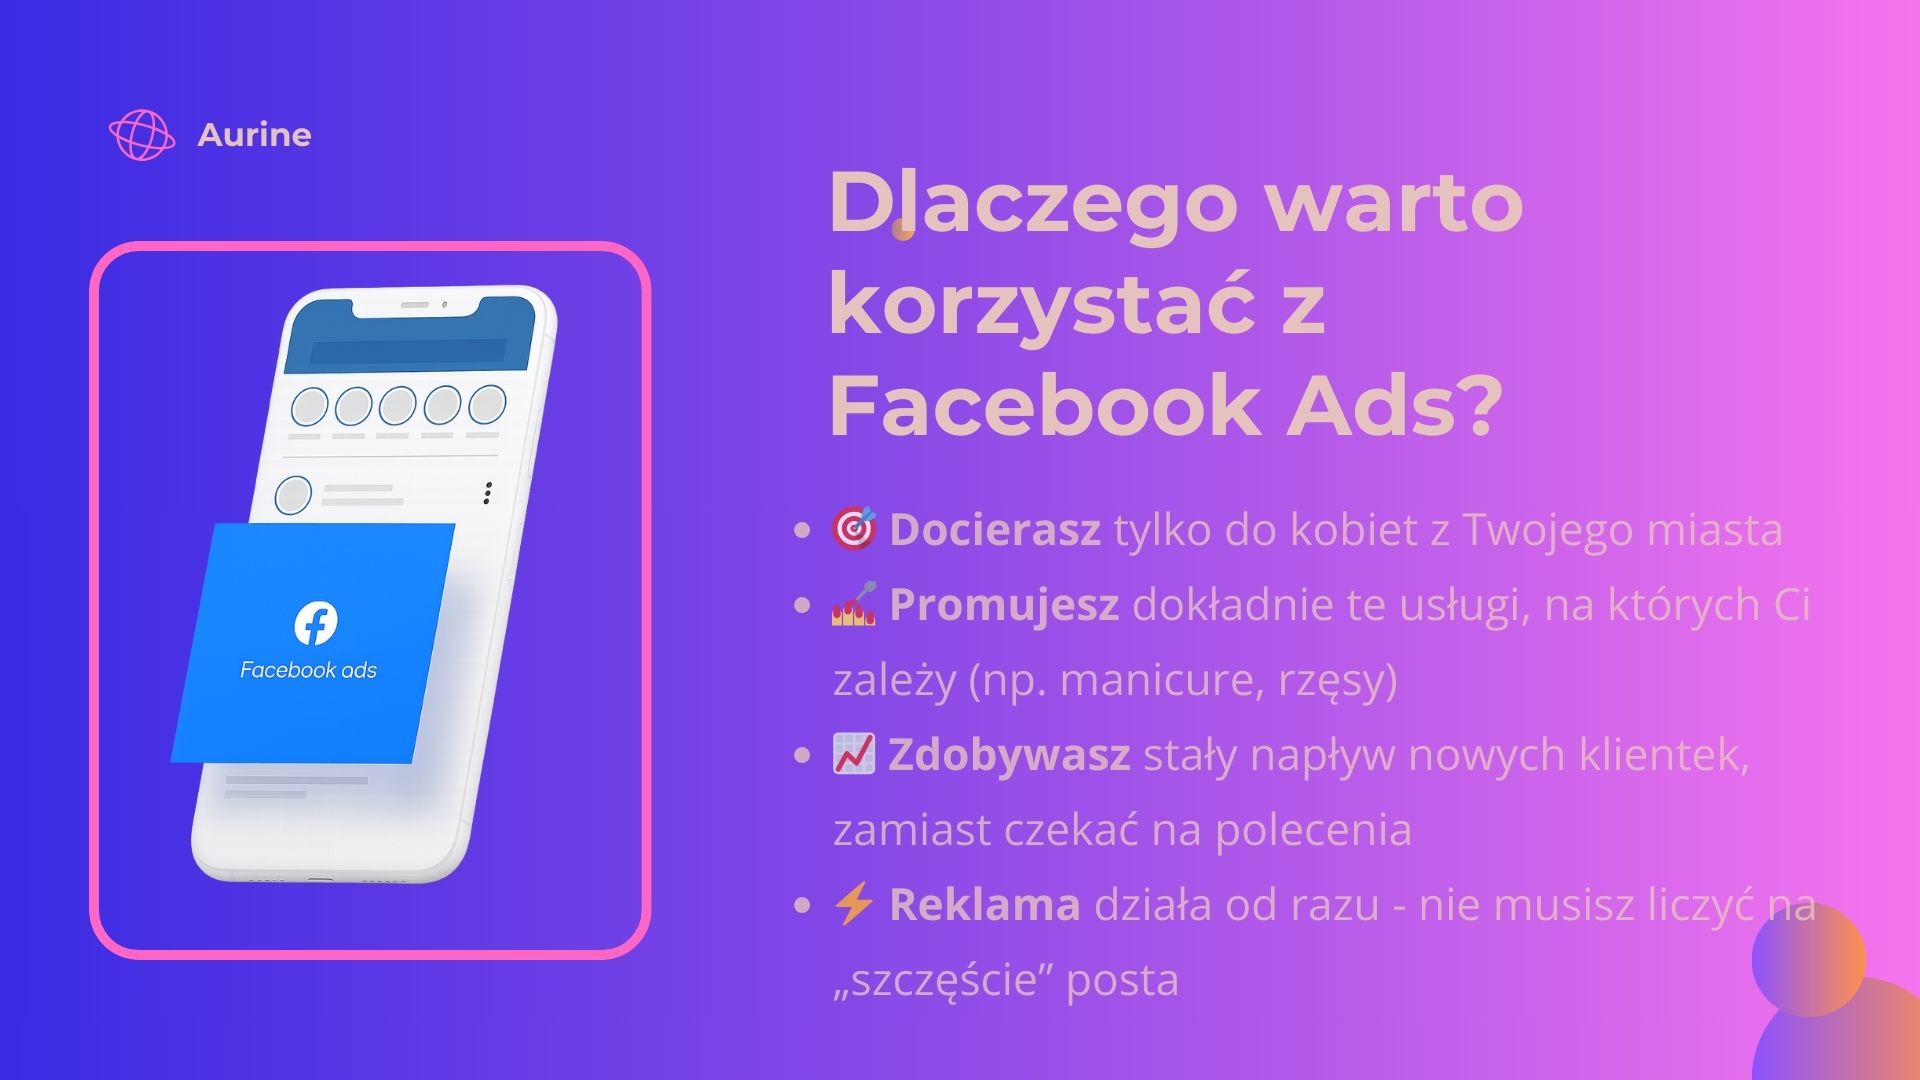 Aurine
Dlaczego warto
korzystać z
Facebook Ads?
Facebook ads
• 🎯 Docierasz tylko do kobiet z Twojego miasta
• 💅 Promujesz dokładnie te usługi, na których Ci
zależy (np. manicure, rzęsy)
• 📈 Zdobywasz stały napływ nowych klientek,
zamiast czekać na polecenia
• ⚡ Reklama działa od razu - nie musisz liczyć na
„szczęście” posta